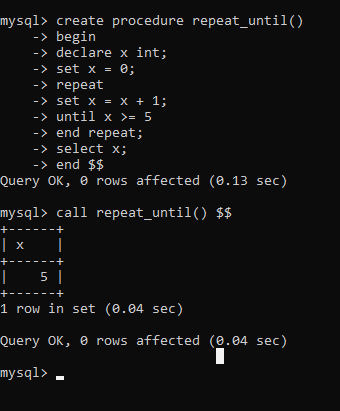 mysql> create procedure repeat_until()
    -> begin
    -> declare x int;
    -> set x = 0;
    -> repeat
    -> set x = x + 1;
    -> until x >= 5
    -> end repeat;
    -> select x;
    -> end $$
Query OK, 0 rows affected (0.13 sec)

mysql> call repeat_until() $$
+------+
| x    |
+------+
|    5 |
+------+
1 row in set (0.04 sec)

Query OK, 0 rows affected (0.04 sec)

mysql>